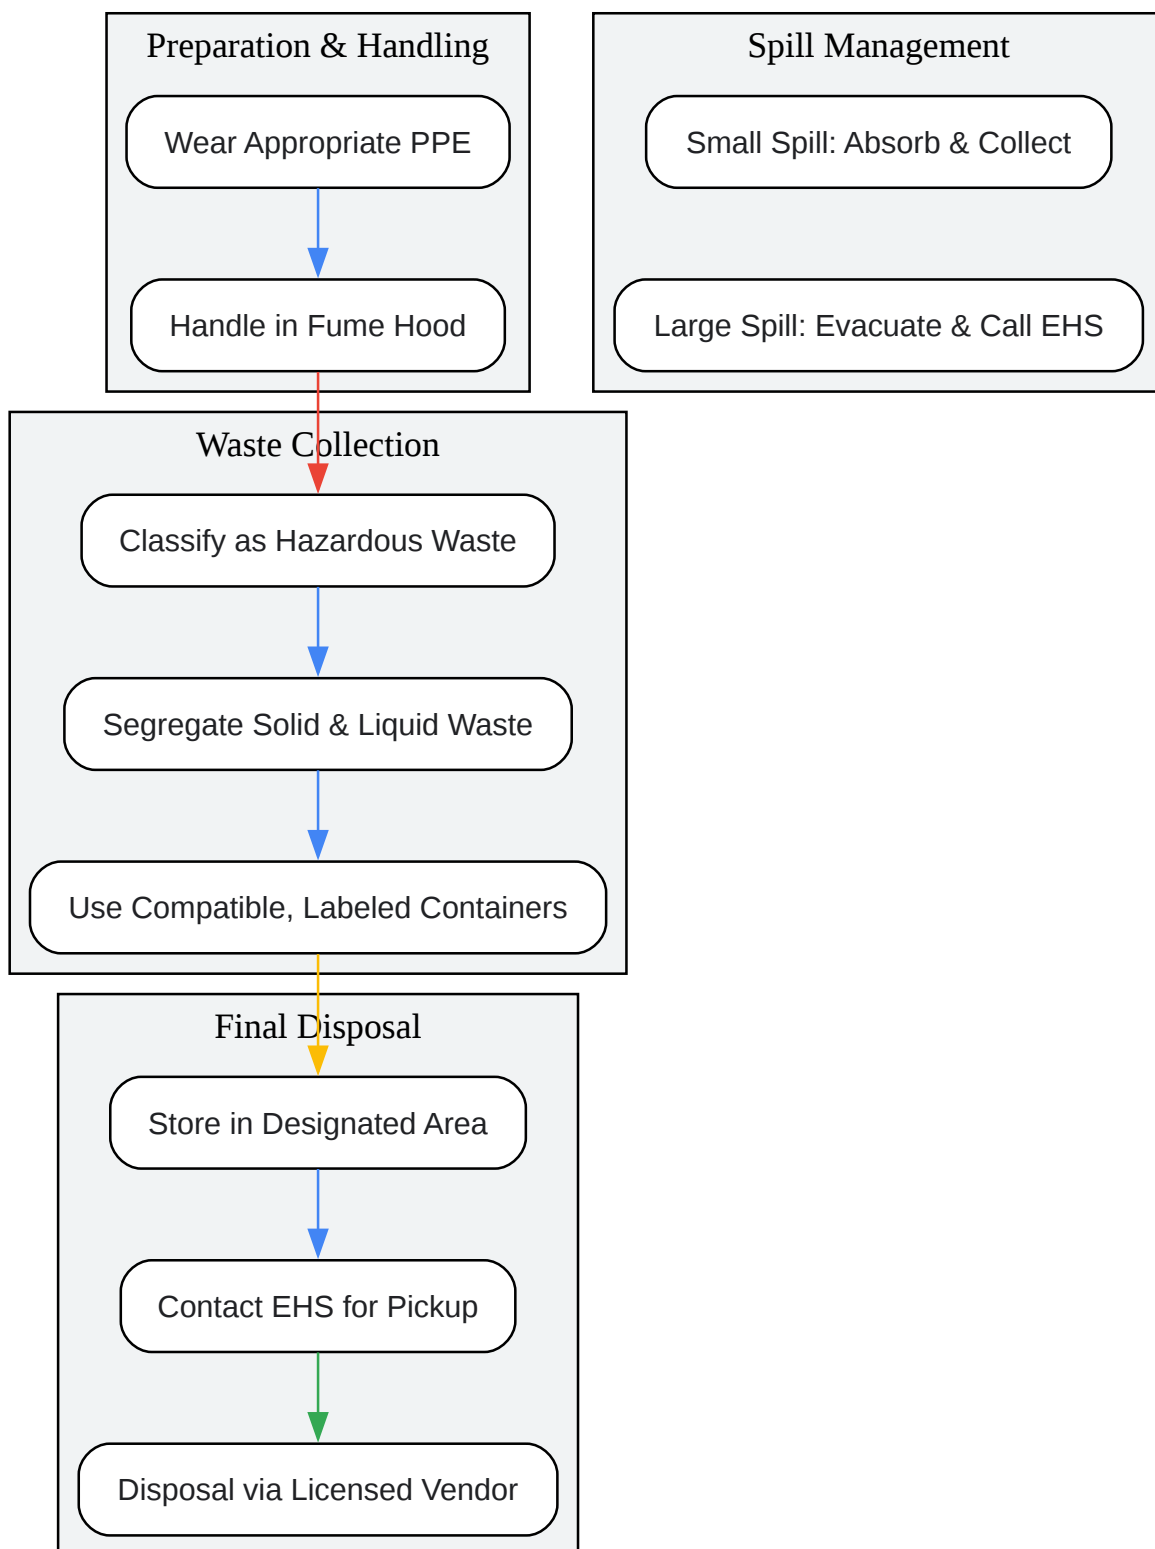 Preparation & Handling
Wear Appropriate PPE
Handle in Fume Hood
Spill Management
Small Spill: Absorb & Collect
Large Spill: Evacuate & Call EHS
Waste Collection
Classify as Hazardous Waste
Segregate Solid & Liquid Waste
Use Compatible, Labeled Containers
Final Disposal
Store in Designated Area
Contact EHS for Pickup
Disposal via Licensed Vendor